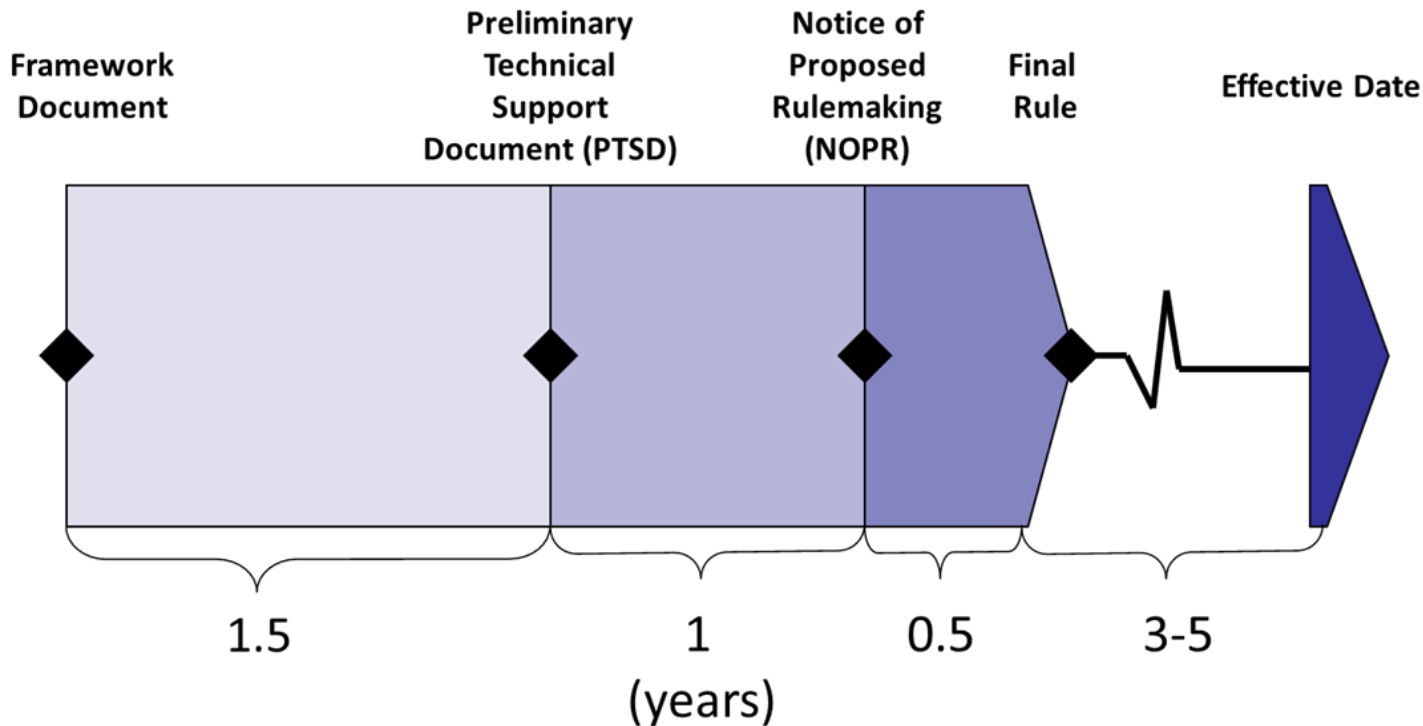 Framework
Document
Preliminary
Technical
Support
Document (PTSD)
Notice of
Proposed
Rulemaking
(NOPR)
Final
Rule
Effective Date
1.5
1
0.5
3-5
(years)